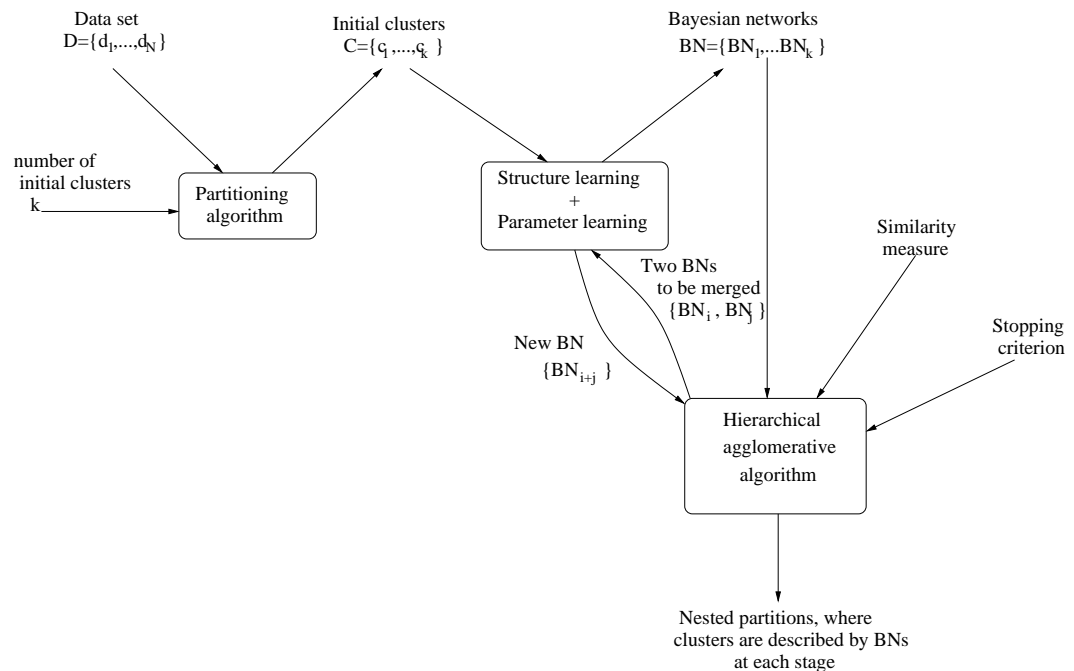 Data set
D={d1,...,dN}
Initial clusters
C={c1,...,ck}
Bayesian networks
BN={BN1,...BNk}
number of
initial clusters
k
Partitioning
algorithm
Structure learning
+
Parameter learning
Two BNs
to be merged
{BNi, BNj}
New BN
{BNi+j}
Similarity
measure
Stopping
criterion
Hierarchical
agglomerative
algorithm
Nested partitions, where
clusters are described by BNs
at each stage